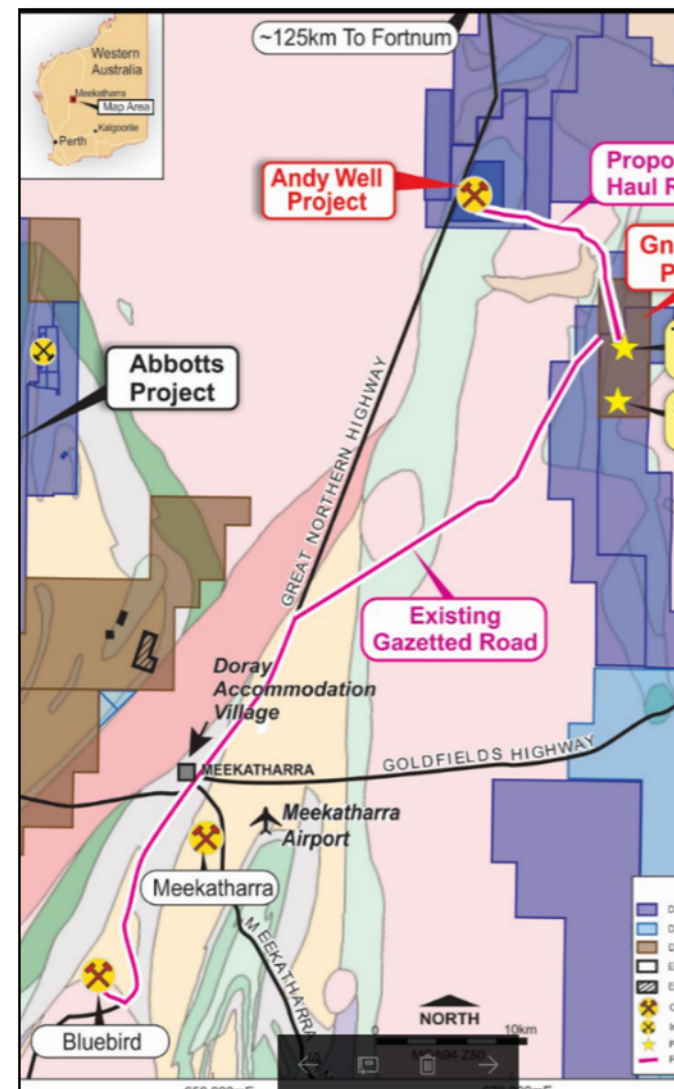 ~125km To Fortnum
Western
Australia
Meekatharra
Map Area
Kalgoorlie
Perth
Andy Well
Project
Propo
Haul R
Gn
P
Abbotts
Project
GREAT NORTHERN HIGHWAY
Existing
Gazetted Road
Doray
Accommodation
Village
MEEKATHARRA
GOLDFIELDS HIGHWAY
Meekatharra
Airport
Meekatharra
MEEKATHARRA
Bluebird
NORTH
0 10km
MGA94 Z50
D
D
D
E
E
P
P